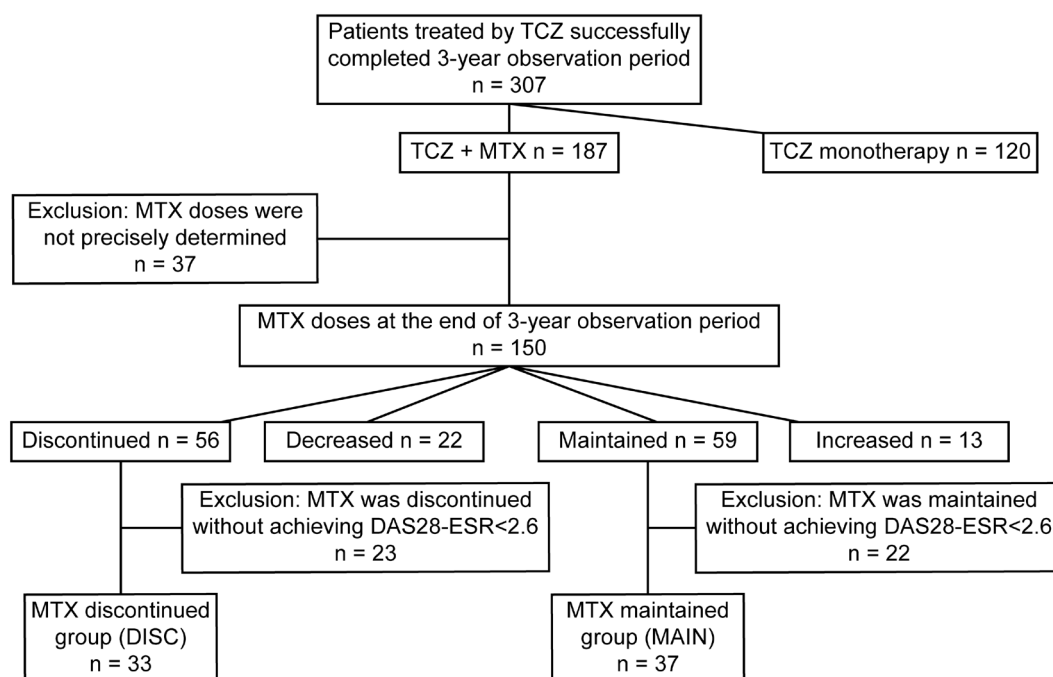 Patients treated by TCZ successfully
completed 3-year observation period
n = 307
TCZ + MTX n = 187
TCZ monotherapy n = 120
Exclusion: MTX doses were
not precisely determined
n = 37
MTX doses at the end of 3-year observation period
n = 150
Discontinued n = 56
Decreased n = 22
Maintained n = 59
Increased n = 13
Exclusion: MTX was discontinued
without achieving DAS28-ESR<2.6
n = 23
Exclusion: MTX was maintained
without achieving DAS28-ESR<2.6
n = 22
MTX discontinued
group (DISC)
n = 33
MTX maintained
group (MAIN)
n = 37